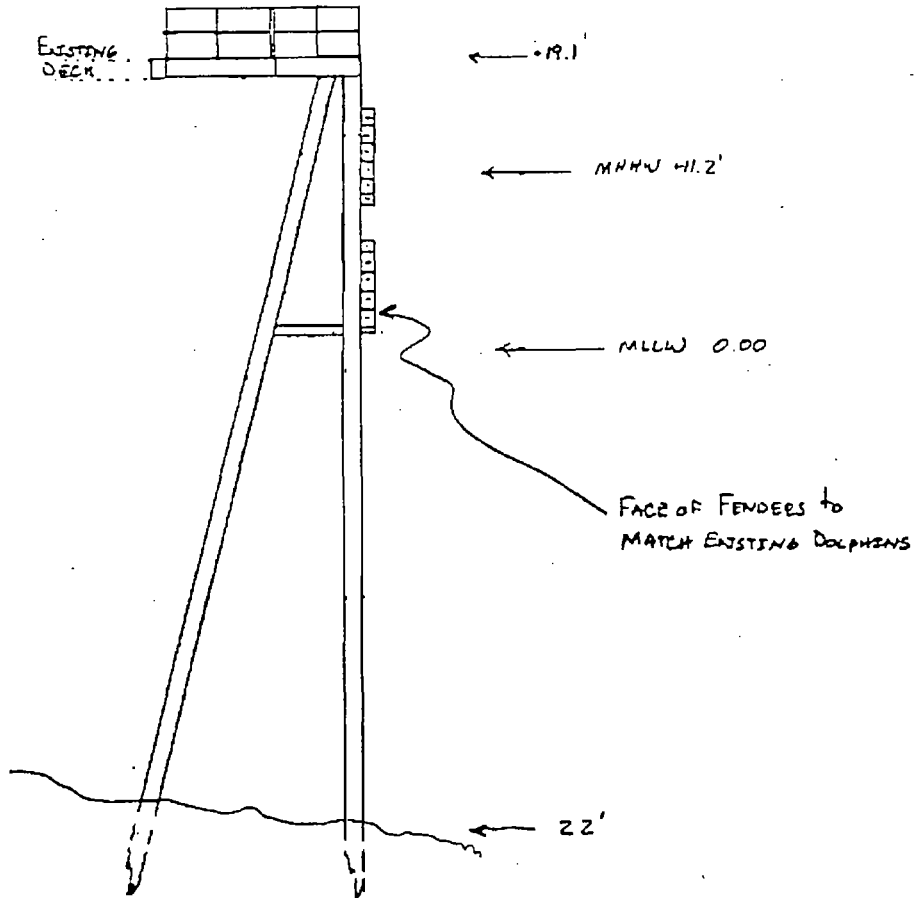 EXISTING
DECK
+19.1'
MHHW +11.2'
MLLW 0.00
FACE OF FENDERS to
MATCH EXISTING DOLPHINS
22'